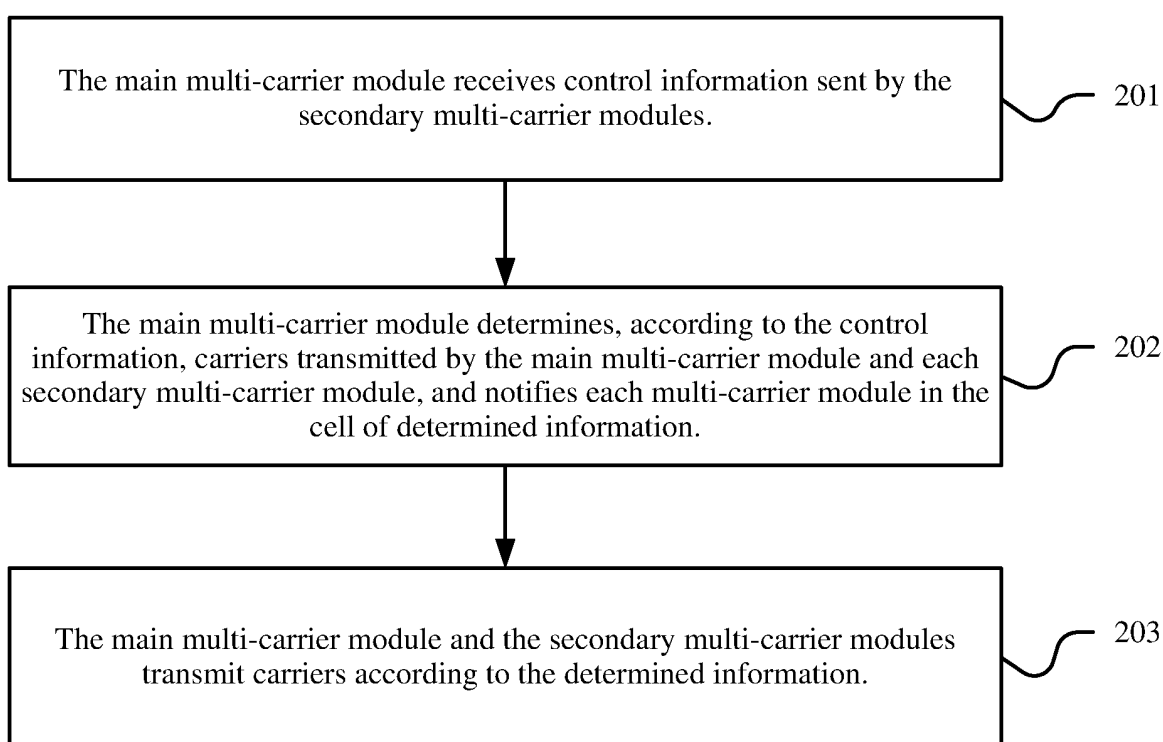 The main multi-carrier module receives control information sent by the
secondary multi-carrier modules.
201
The main multi-carrier module determines, according to the control
information, carriers transmitted by the main multi-carrier module and each
secondary multi-carrier module, and notifies each multi-carrier module in the
cell of determined information.
202
The main multi-carrier module and the secondary multi-carrier modules
transmit carriers according to the determined information.
203